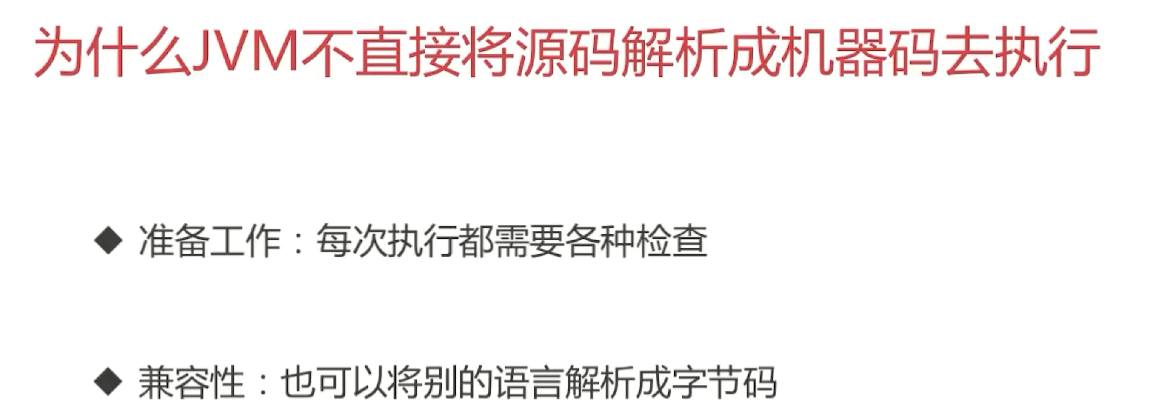 为什么JVM不直接将源码解析成机器码去执行
◆ 准备工作：每次执行都需要各种检查
◆ 兼容性：也可以将别的语言解析成字节码